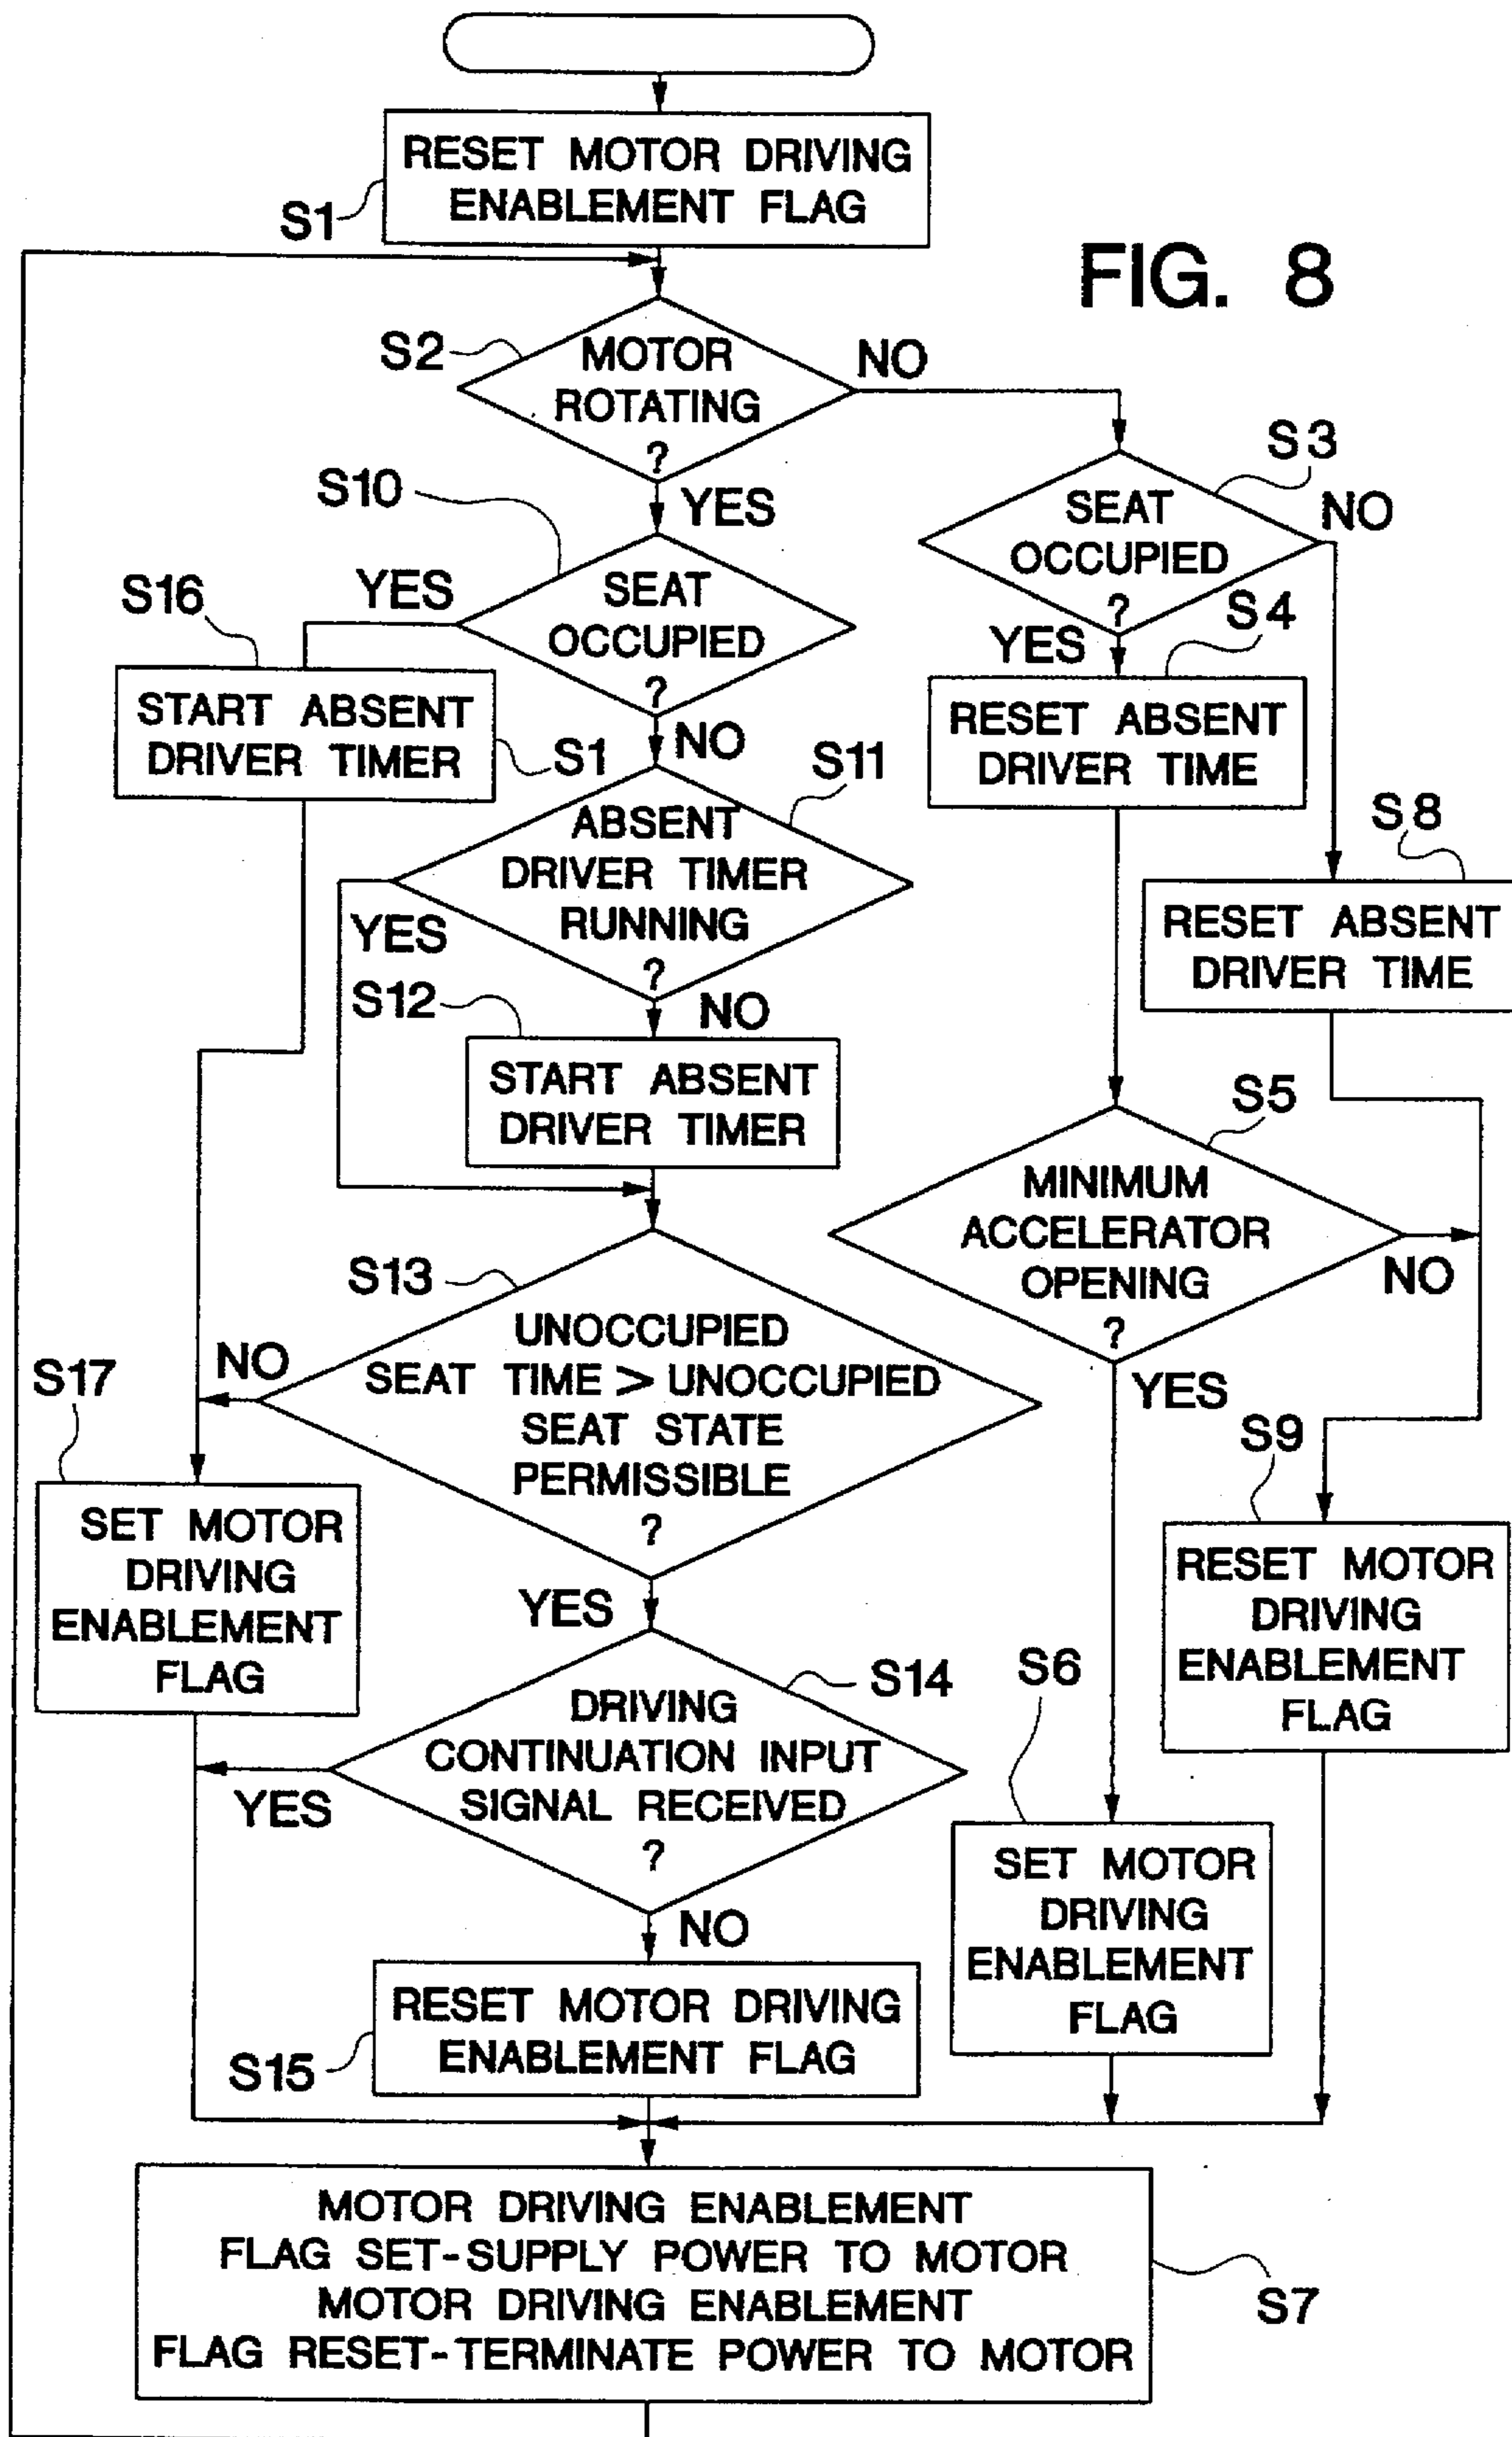 RESET MOTOR DRIVING
ENABLEMENT FLAG
S1
FIG. 8
S2
MOTOR
ROTATING
?
NO
YES
S3
SEAT
OCCUPIED
?
NO
YES
S10
SEAT
OCCUPIED
?
YES
NO
S16
START ABSENT
DRIVER TIMER
S1
S4
RESET ABSENT
DRIVER TIME
S11
ABSENT
DRIVER TIMER
RUNNING
?
YES
NO
S8
RESET ABSENT
DRIVER TIME
S12
START ABSENT
DRIVER TIMER
S5
MINIMUM
ACCELERATOR
OPENING
?
NO
YES
S13
UNOCCUPIED
SEAT TIME > UNOCCUPIED
SEAT STATE
PERMISSIBLE
?
NO
YES
S17
SET MOTOR
DRIVING
ENABLEMENT
FLAG
S9
RESET MOTOR
DRIVING
ENABLEMENT
FLAG
S14
DRIVING
CONTINUATION INPUT
SIGNAL RECEIVED
?
YES
NO
S6
SET MOTOR
DRIVING
ENABLEMENT
FLAG
RESET MOTOR DRIVING
ENABLEMENT FLAG
S15
MOTOR DRIVING ENABLEMENT
FLAG SET-SUPPLY POWER TO MOTOR
MOTOR DRIVING ENABLEMENT
FLAG RESET-TERMINATE POWER TO MOTOR
S7